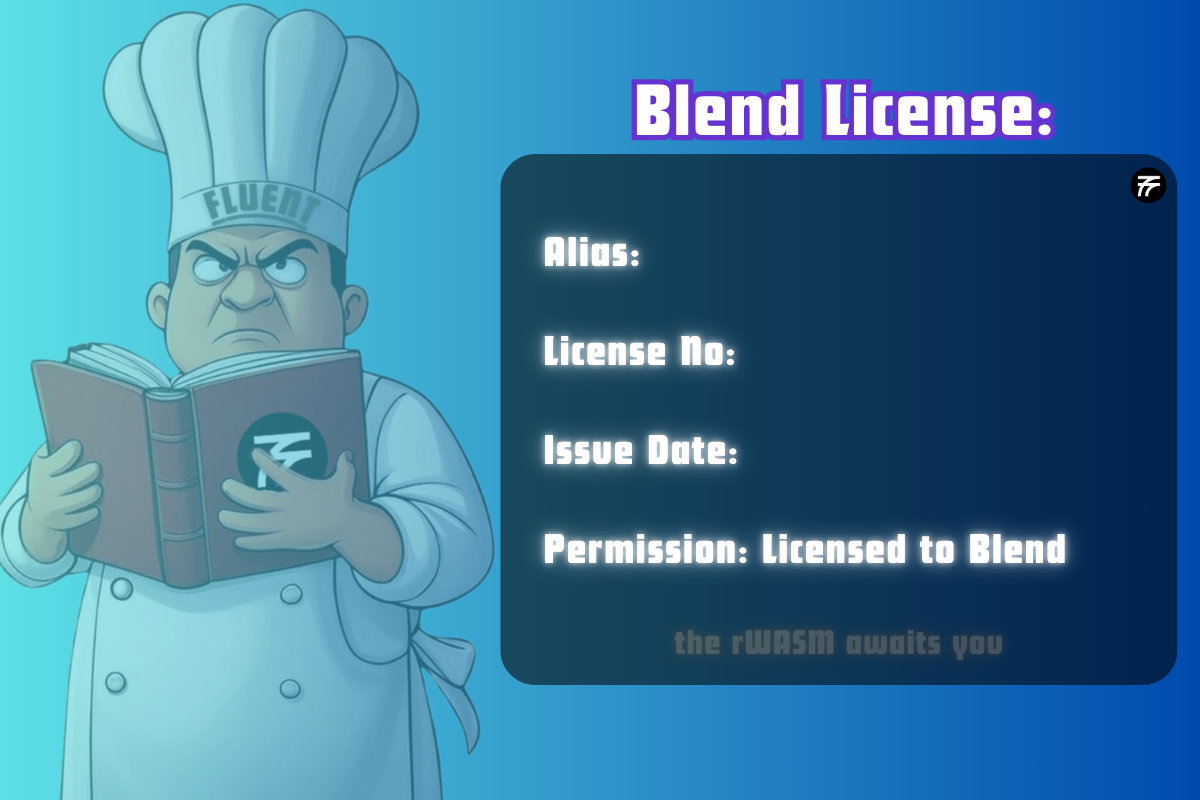 Blend License:
FLUENT
Alias:
License No:
Issue Date:
Permission: Licensed to Blend
the rWASM awaits you